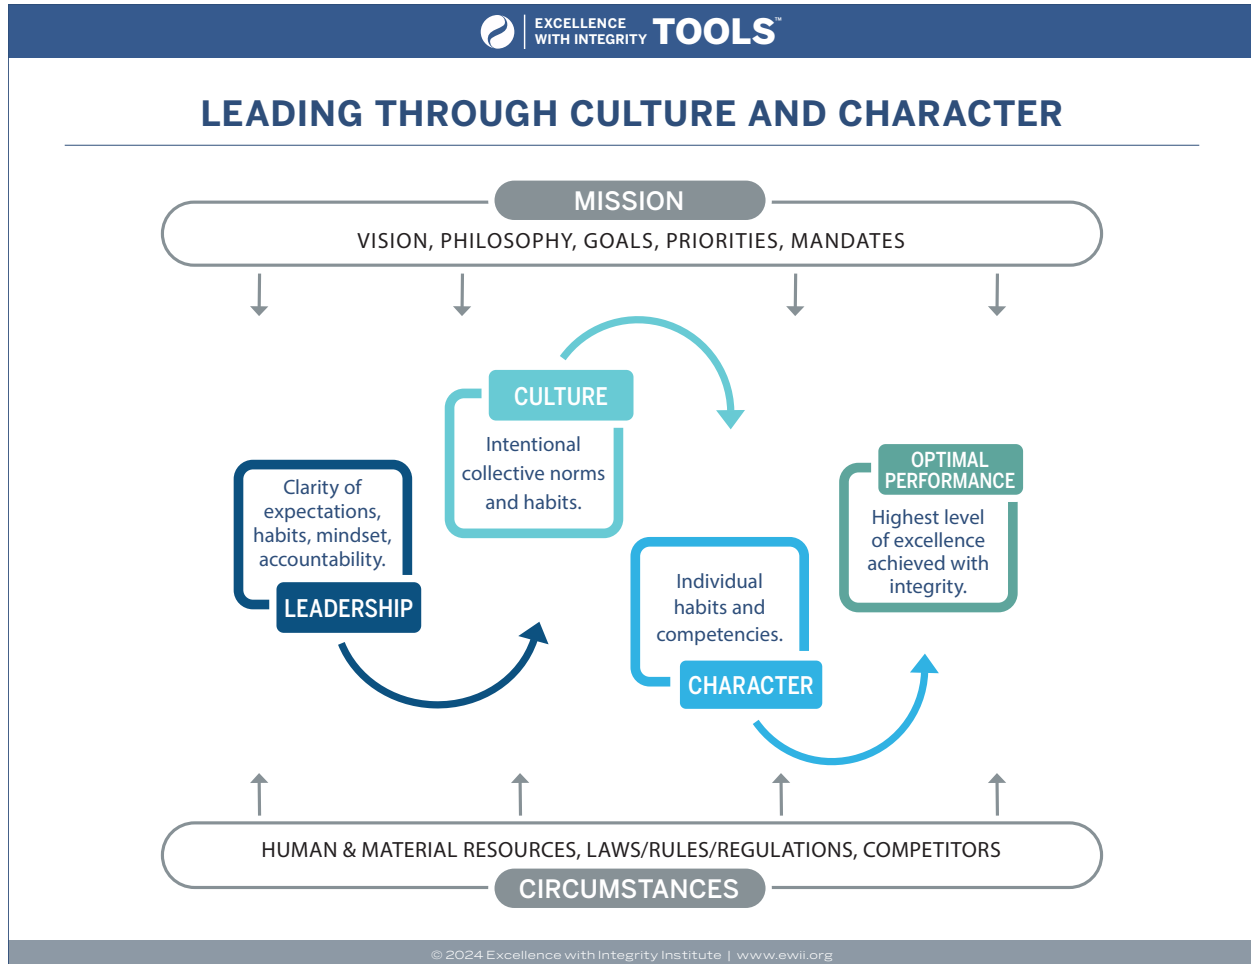 EXCELLENCE
WITH INTEGRITY TOOLS™
LEADING THROUGH CULTURE AND CHARACTER
MISSION
VISION, PHILOSOPHY, GOALS, PRIORITIES, MANDATES
Clarity of
expectations,
habits, mindset,
accountability.
LEADERSHIP
CULTURE
Intentional
collective norms
and habits.
Individual
habits and
competencies.
CHARACTER
OPTIMAL
PERFORMANCE
Highest level
of excellence
achieved with
integrity.
HUMAN & MATERIAL RESOURCES, LAWS/RULES/REGULATIONS, COMPETITORS
CIRCUMSTANCES
© 2024 Excellence with Integrity Institute | www.ewii.org